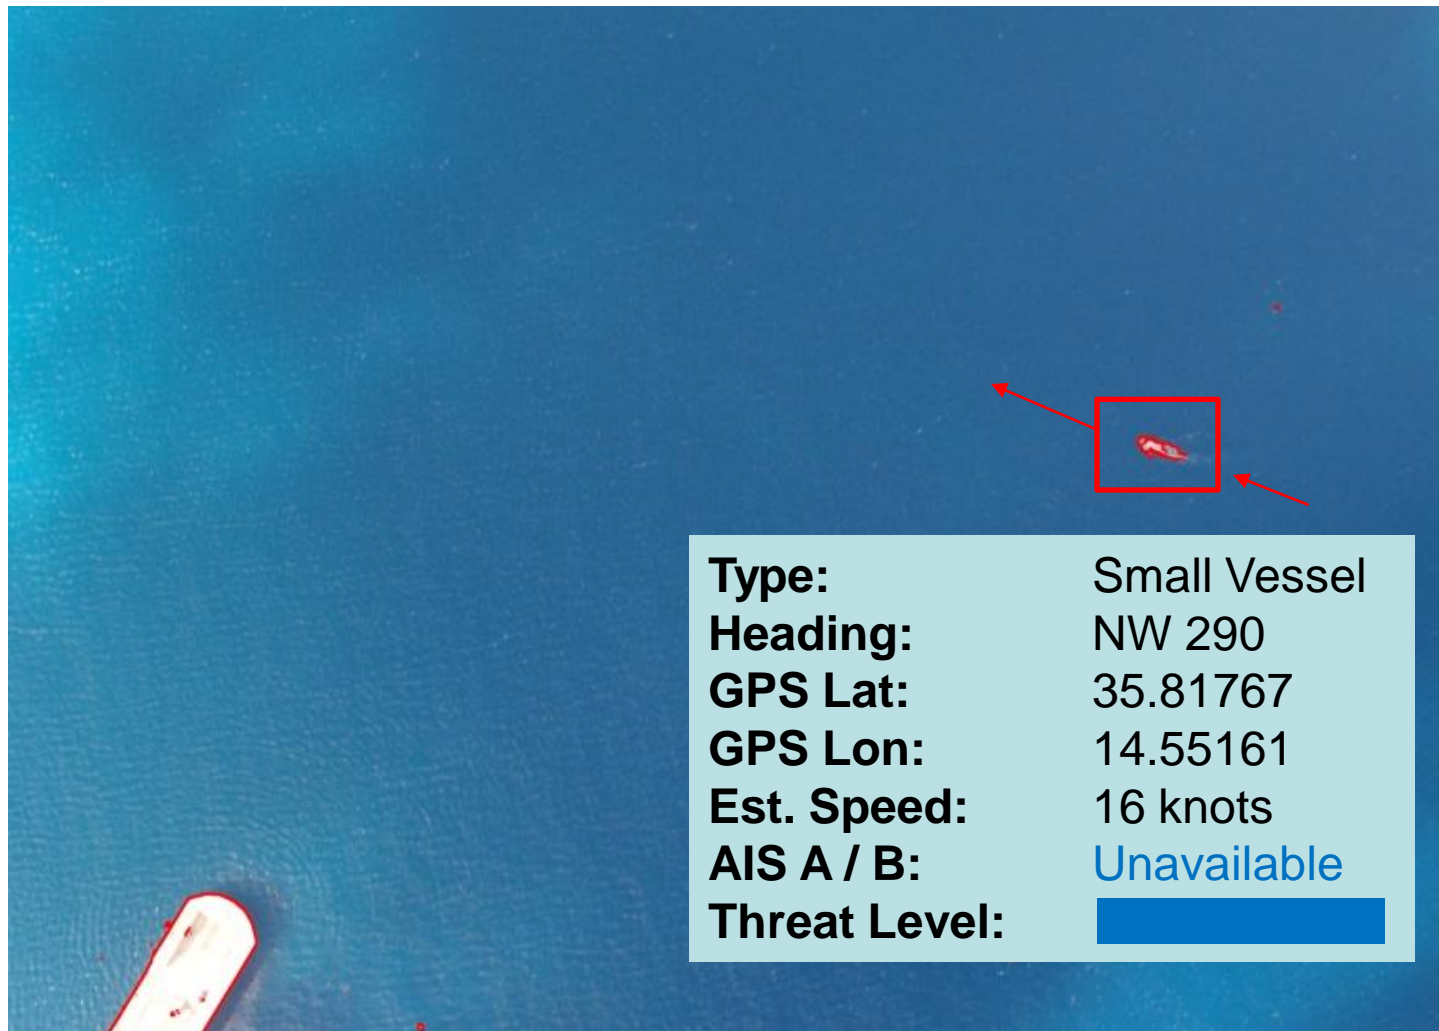 Type: Small Vessel
Heading: NW 290
GPS Lat: 35.81767
GPS Lon: 14.55161
Est. Speed: 16 knots
AIS A / B: Unavailable
Threat Level: